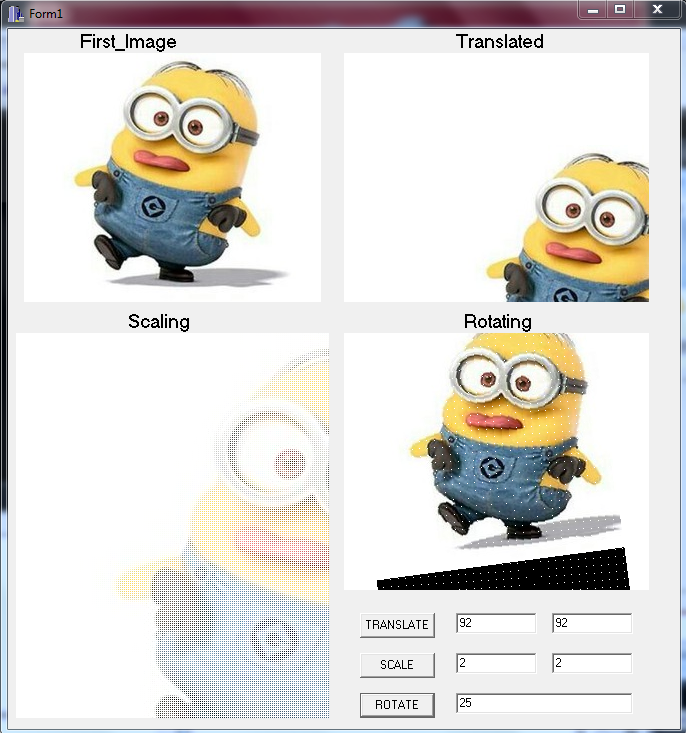 Form1
First_Image Translated
Scaling Rotating
TRANSLATE 92 92
SCALE 2 2
ROTATE 25